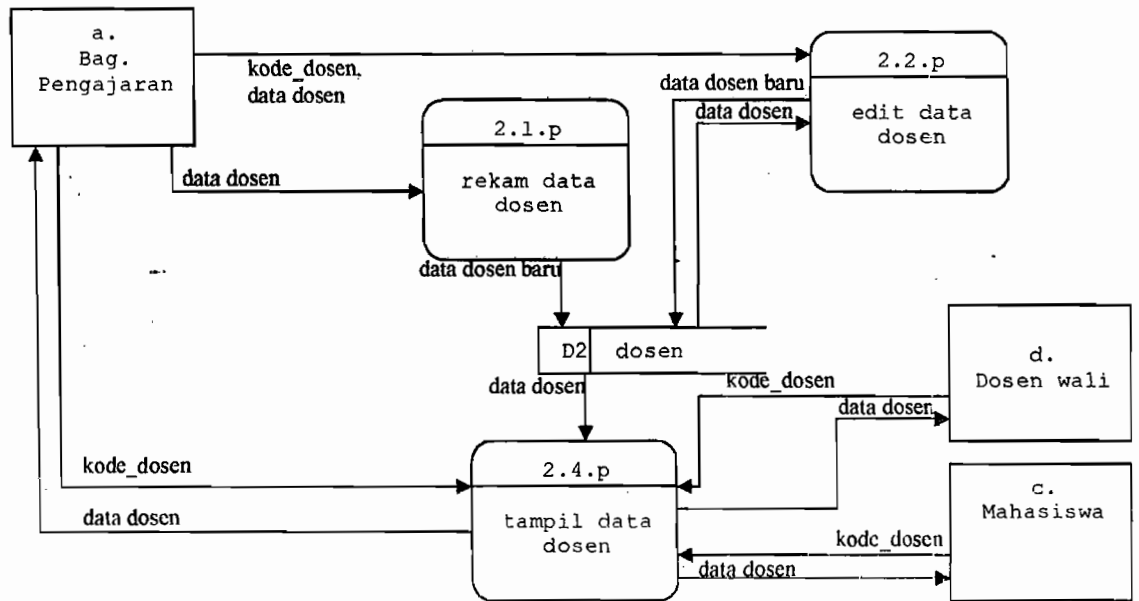 a.
Bag.
Pengajaran
kode_dosen,
data dosen
2.2.p
edit data
dosen
data dosen baru
data dosen
2.1.p
rekam data
dosen
data dosen
data dosen baru
D2 dosen
data dosen
d.
Dosen wali
kode_dosen
data dosen
kode_dosen
data dosen
2.4.p
tampil data
dosen
c.
Mahasiswa
kode_dosen
data dosen